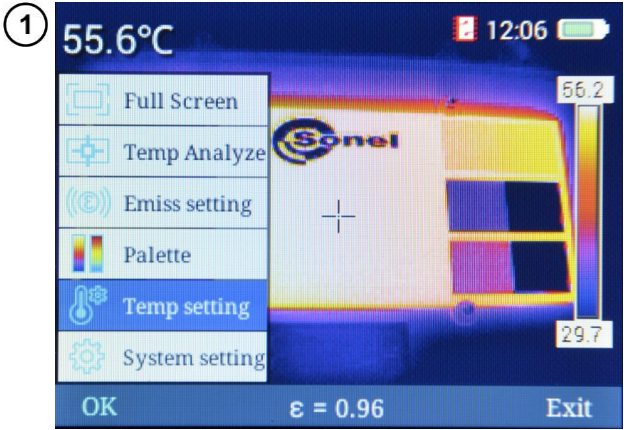 1
55.6°C
12:06
Full Screen
Temp Analyze
Emiss setting
Palette
Temp setting
System setting
Sonel
56.2
29.7
OK
ε = 0.96
Exit